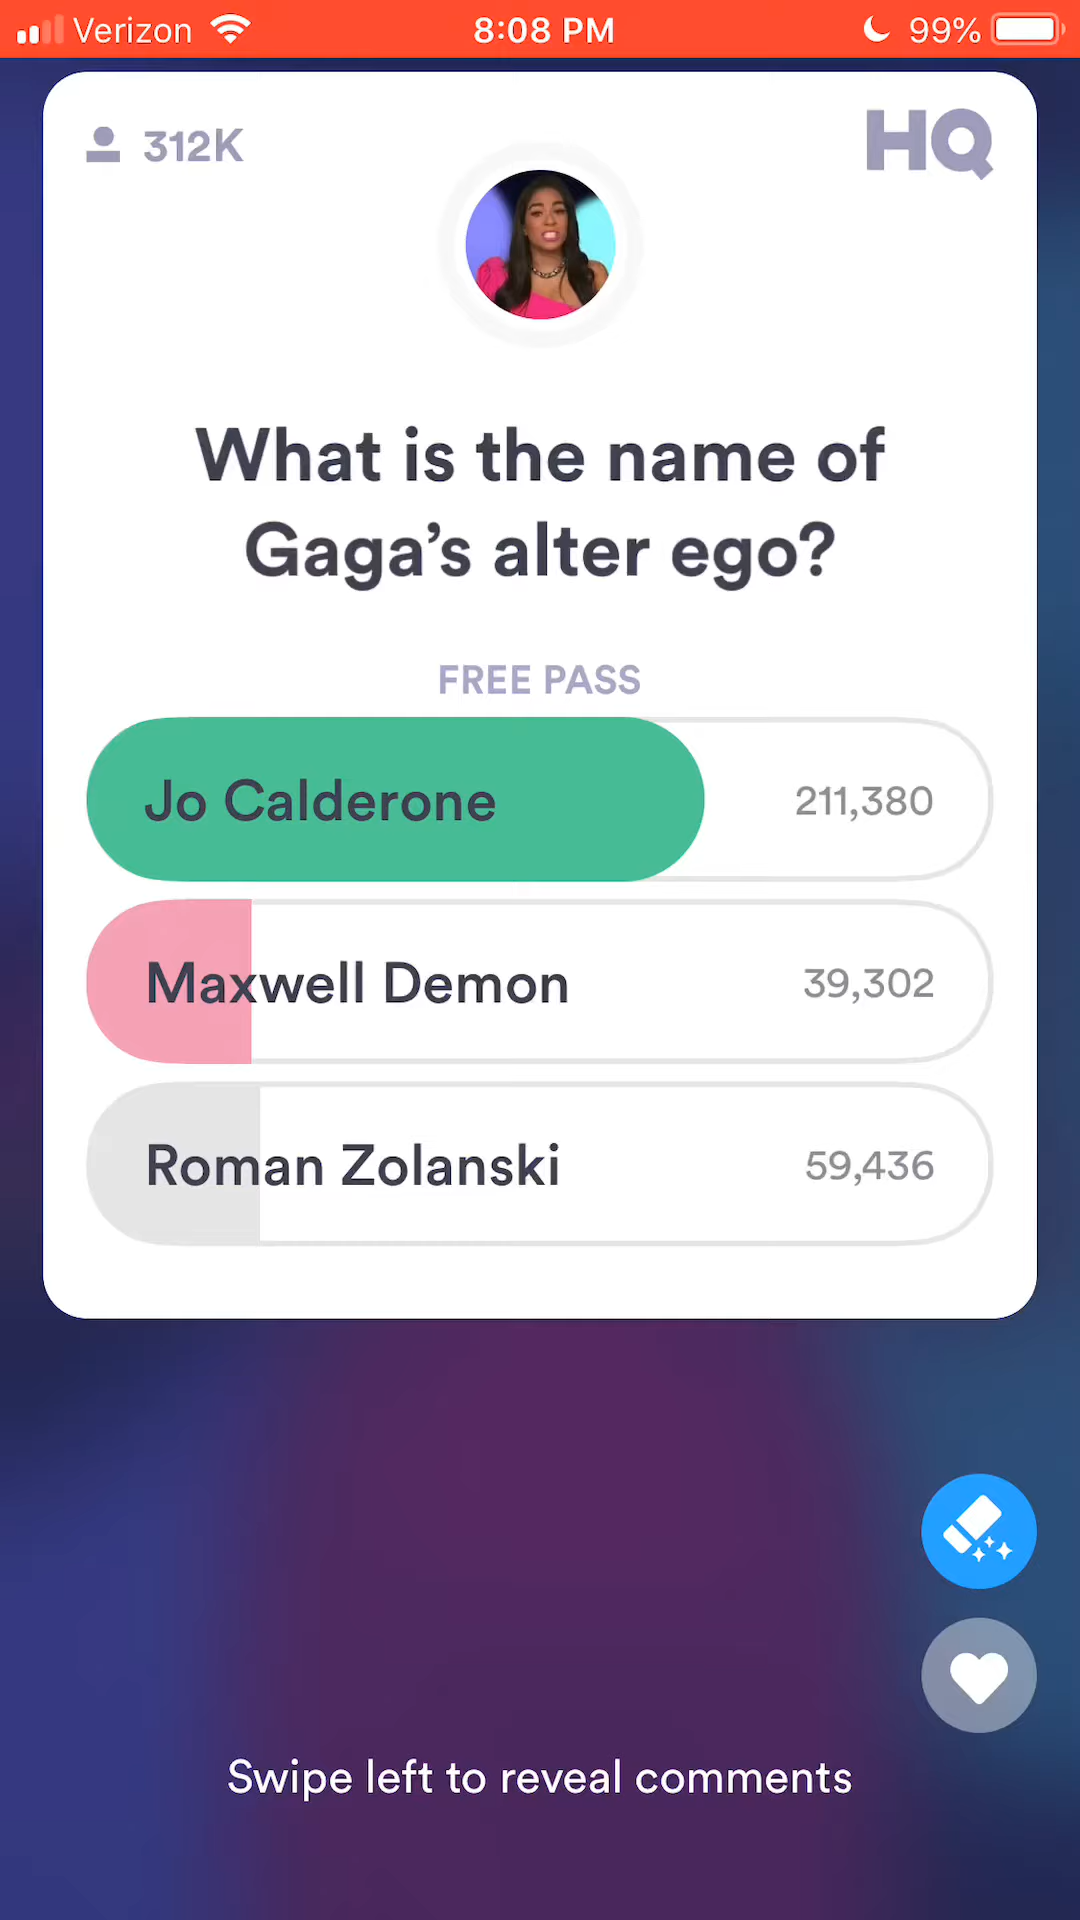 Verizon 8:08 PM 99%
312K HQ
What is the name of
Gaga’s alter ego?
FREE PASS
Jo Calderone 211,380
Maxwell Demon 39,302
Roman Zolanski 59,436
Swipe left to reveal comments